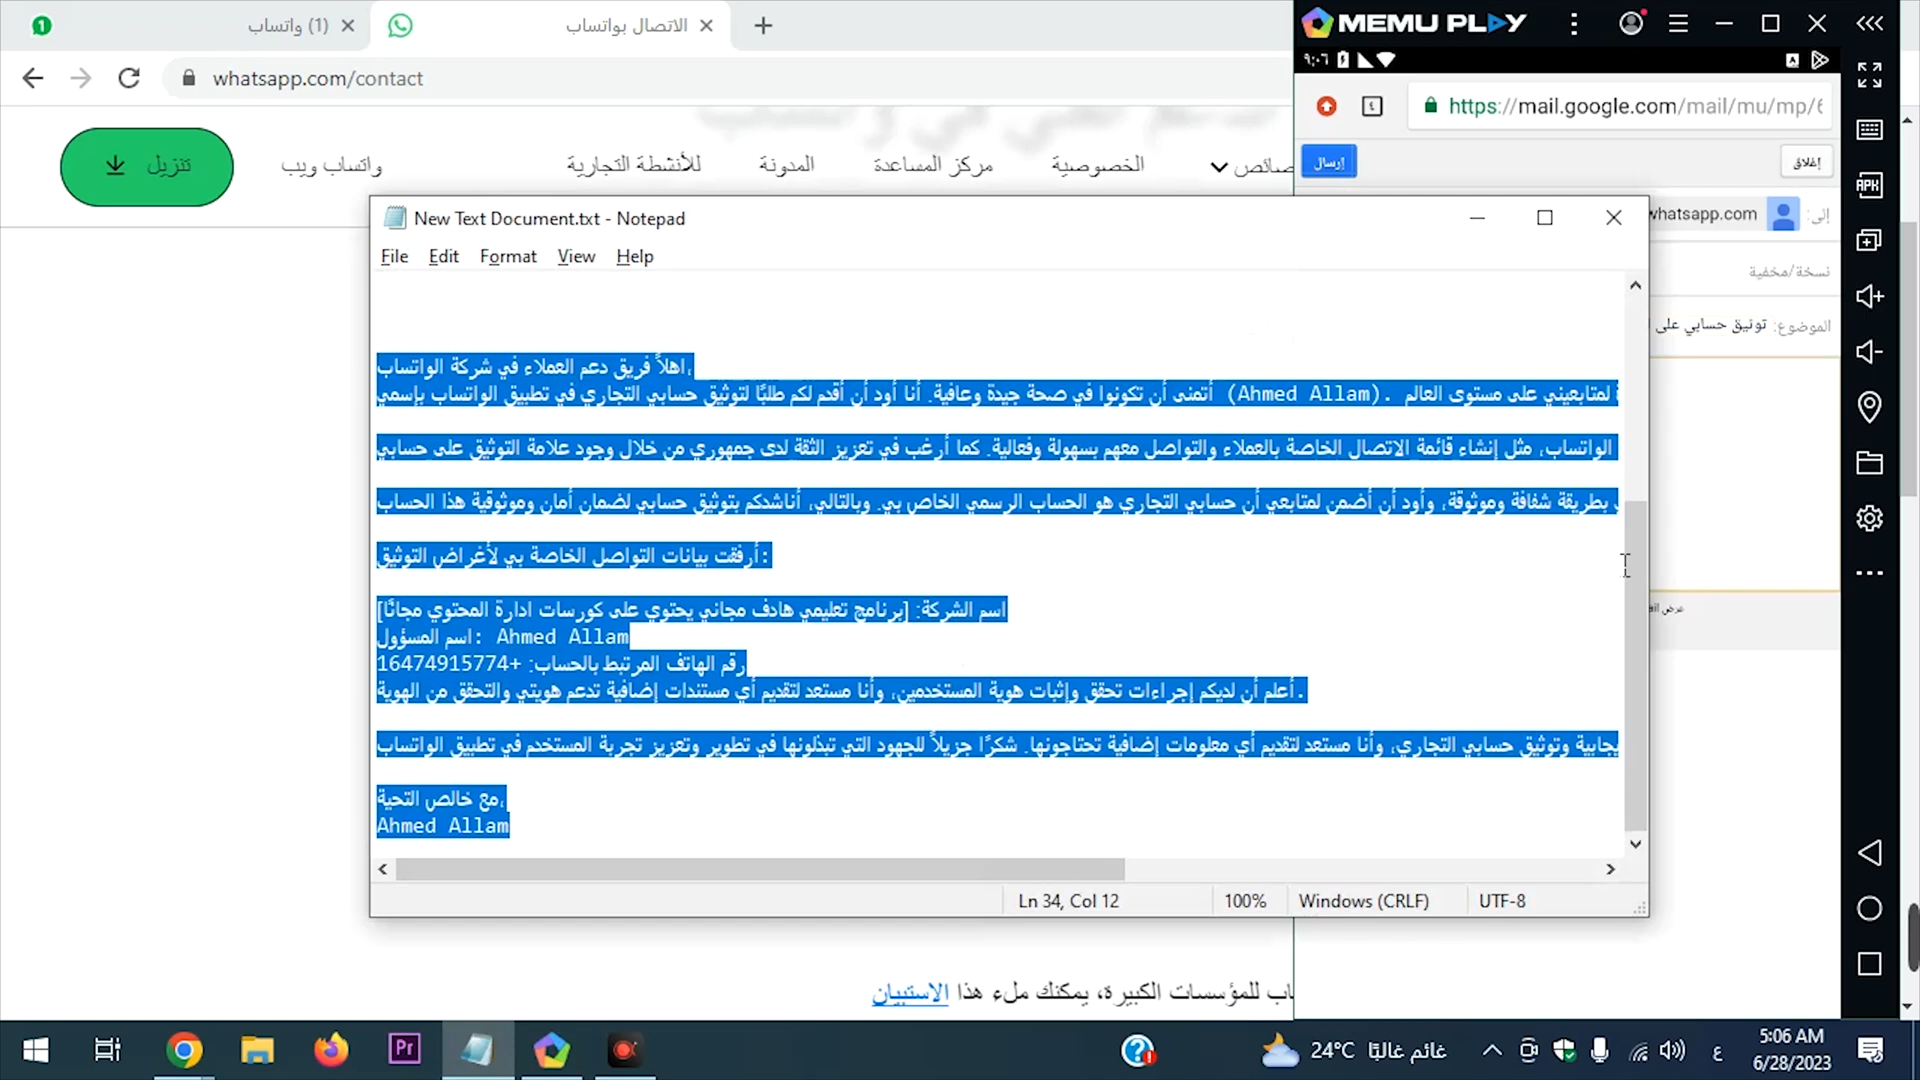 (1) واتساب
الاتصال بواتساب
whatsapp.com/contact
MEMU PLAY
٩:٠٦
https://mail.google.com/mail/mu/mp/6
إرسال
إغلاق
تنزيل
واتساب ويب
للأنشطة التجارية
المدونة
مركز المساعدة
الخصوصية
صائص
إلى:
whatsapp.com
نسخة/مخفية
الموضوع: توثيق حسابي على ا
New Text Document.txt - Notepad
File Edit Format View Help
اهلاً فريق دعم العملاء في شركة الواتساب،
أتمنى أن تكونوا في صحة جيدة وعافية. أنا أود أن أقدم لكم طلبًا لتوثيق حسابي التجاري في تطبيق الواتساب بإسمي (Ahmed Allam). لمتابعيني على مستوى العالم
الواتساب، مثل إنشاء قائمة الاتصال الخاصة بالعملاء والتواصل معهم بسهولة وفعالية. كما أرغب في تعزيز الثقة لدى جمهوري من خلال وجود علامة التوثيق على حسابي
بطريقة شفافة وموثوقة، وأود أن أضمن لمتابعي أن حسابي التجاري هو الحساب الرسمي الخاص بي. وبالتالي، أناشدكم بتوثيق حسابي لضمان أمان وموثوقية هذا الحساب
أرفقت بيانات التواصل الخاصة بي لأغراض التوثيق:
اسم الشركة: [برنامج تعليمي هادف مجاني يحتوي على كورسات ادارة المحتوي مجانًا]
اسم المسؤول: Ahmed Allam
رقم الهاتف المرتبط بالحساب: +16474915774
أعلم أن لديكم إجراءات تحقق وإثبات هوية المستخدمين، وأنا مستعد لتقديم أي مستندات إضافية تدعم هويتي والتحقق من الهوية.
يجابية وتوثيق حسابي التجاري، وأنا مستعد لتقديم أي معلومات إضافية تحتاجونها. شكرًا جزيلاً للجهود التي تبذلونها في تطوير وتعزيز تجربة المستخدم في تطبيق الواتساب
مع خالص التحية،
Ahmed Allam
Ln 34, Col 12
100%
Windows (CRLF)
UTF-8
اب للمؤسسات الكبيرة، يمكنك ملء هذا الاستبيان
24°C غائم غالبًا
ع
5:06 AM
6/28/2023